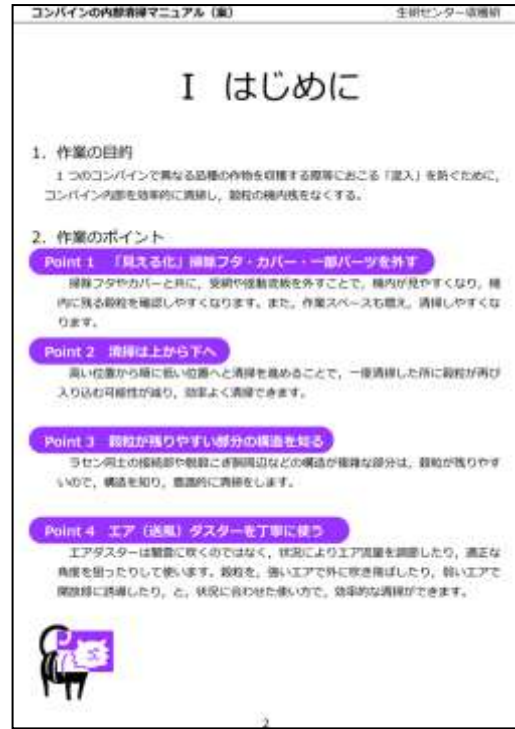 コンバインの内部清掃マニュアル（案）　生研センター収穫研
I　はじめに
1．作業の目的
1 つのコンバインで異なる品種の作物を収穫する際等におこる「混入」を防ぐために，
コンバイン内部を効率的に清掃し，穀粒の機内残をなくする。
2．作業のポイント
Point 1　「見える化」掃除フタ・カバー・一部パーツを外す
掃除フタやカバーと共に，受網や揺動流板を外すことで，機内が見やすくなり，機
内に残る穀粒を確認しやすくなります。また，作業スペースも増え，清掃しやすくな
ります。
Point 2　清掃は上から下へ
高い位置から順に低い位置へと清掃を進めることで，一度清掃した所に穀粒が再び
入り込む可能性が減り，効率よく清掃できます。
Point 3　穀粒が残りやすい部分の構造を知る
ラセン同士の接続部や脱穀こぎ胴周辺などの構造が複雑な部分は，穀粒が残りやす
いので，構造を知り，意識的に清掃をします。
Point 4　エア（送風）ダスターを丁寧に使う
エアダスターは闇雲に吹くのではなく，状況によりエア流量を調節したり，適正な
角度を狙ったりして使います。穀粒を，強いエアで外に吹き飛ばしたり，弱いエアで
開放部に誘導したり，と，状況に合わせた使い方で，効率的な清掃ができます。
2